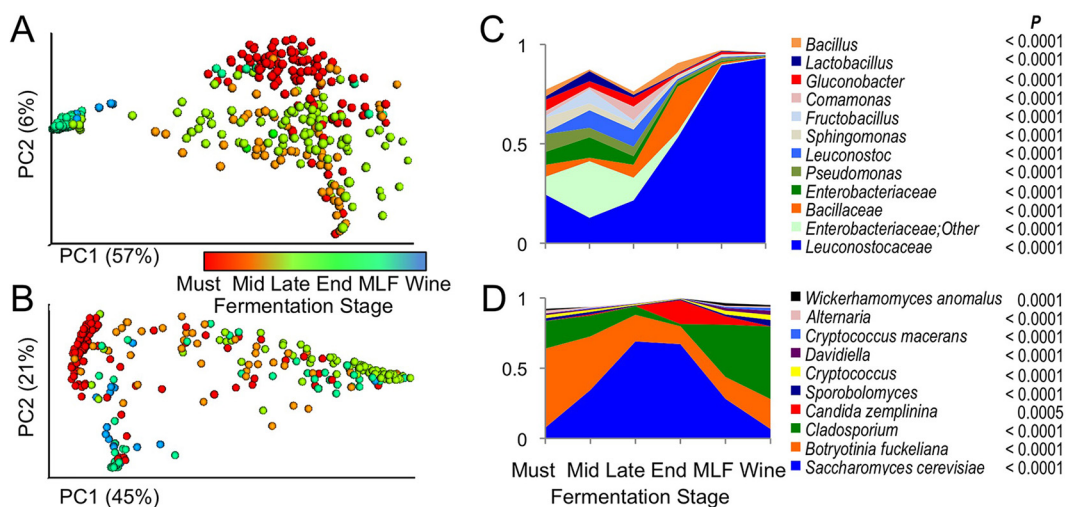 A
PC2 (6%)
PC1 (57%)
Must Mid Late End MLF Wine
Fermentation Stage
B
PC2 (21%)
PC1 (45%)
C
1
0.5
0
P
Bacillus < 0.0001
Lactobacillus < 0.0001
Gluconobacter < 0.0001
Comamonas < 0.0001
Fructobacillus < 0.0001
Sphingomonas < 0.0001
Leuconostoc < 0.0001
Pseudomonas < 0.0001
Enterobacteriaceae < 0.0001
Bacillaceae < 0.0001
Enterobacteriaceae;Other < 0.0001
Leuconostocaceae < 0.0001
D
1
0.5
0
Must Mid Late End MLF Wine
Fermentation Stage
Wickerhamomyces anomalus 0.0001
Alternaria < 0.0001
Cryptococcus macerans < 0.0001
Davidiella < 0.0001
Cryptococcus < 0.0001
Sporobolomyces < 0.0001
Candida zemplinina 0.0005
Cladosporium < 0.0001
Botryotinia fuckeliana < 0.0001
Saccharomyces cerevisiae < 0.0001